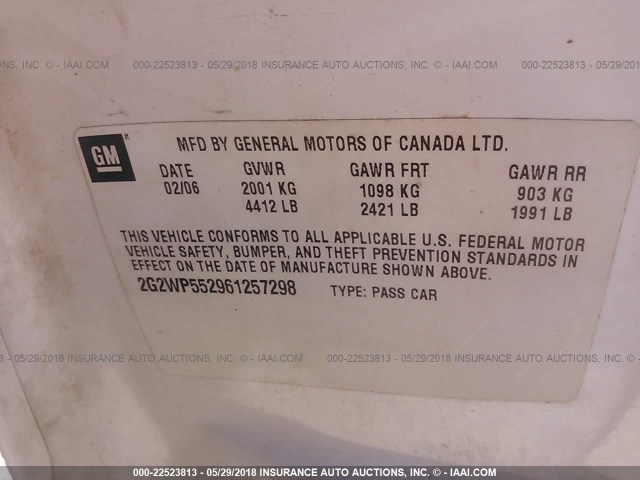 AUCTIONS, INC. © - IAAI.COM 000-22523813 - 05/29/2018 INSURANCE AUTO AUCTIONS, INC. © - IAAI.COM 000-22523813 - 05/29/2018 INSU
GM
MFD BY GENERAL MOTORS OF CANADA LTD.
DATE GVWR GAWR FRT GAWR RR
02/06 2001 KG 1098 KG 903 KG
4412 LB 2421 LB 1991 LB
THIS VEHICLE CONFORMS TO ALL APPLICABLE U.S. FEDERAL MOTOR
VEHICLE SAFETY, BUMPER, AND THEFT PREVENTION STANDARDS IN
EFFECT ON THE DATE OF MANUFACTURE SHOWN ABOVE.
2G2WP552961257298 TYPE: PASS CAR
000-22523813 - 05/29/2018 INSURANCE AUTO AUCTIONS, INC. © - IAAI.COM 000-22523813 - 05/29/2018 INSURANCE AUTO AUCTIONS, INC. © - IAAI
000-22523813 - 05/29/2018 INSURANCE AUTO AUCTIONS, INC. © - IAAI.COM